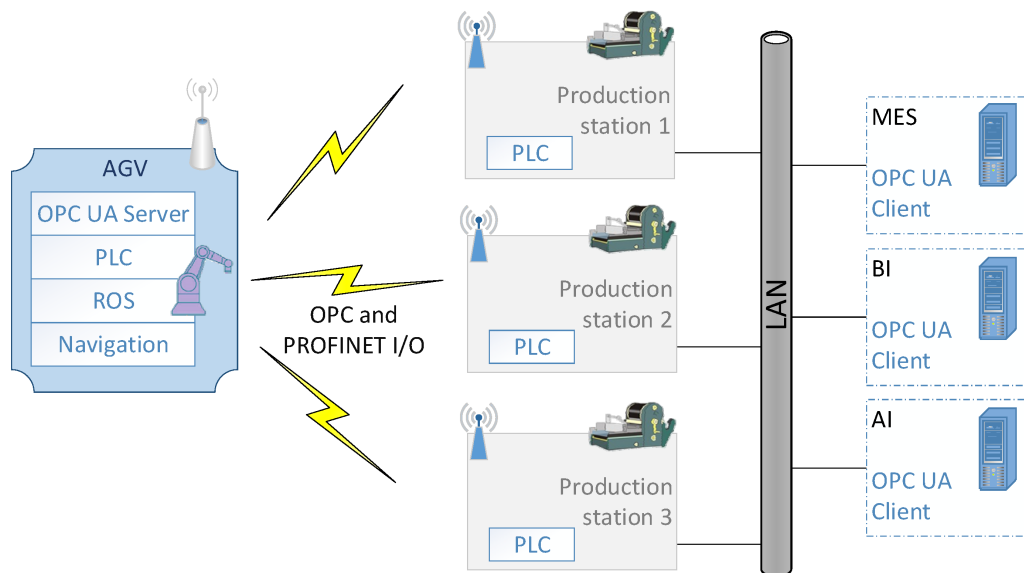 AGV
OPC UA Server
PLC
ROS
Navigation
OPC and
PROFINET I/O
Production
station 1
PLC
Production
station 2
PLC
Production
station 3
PLC
LAN
MES
OPC UA
Client
BI
OPC UA
Client
AI
OPC UA
Client